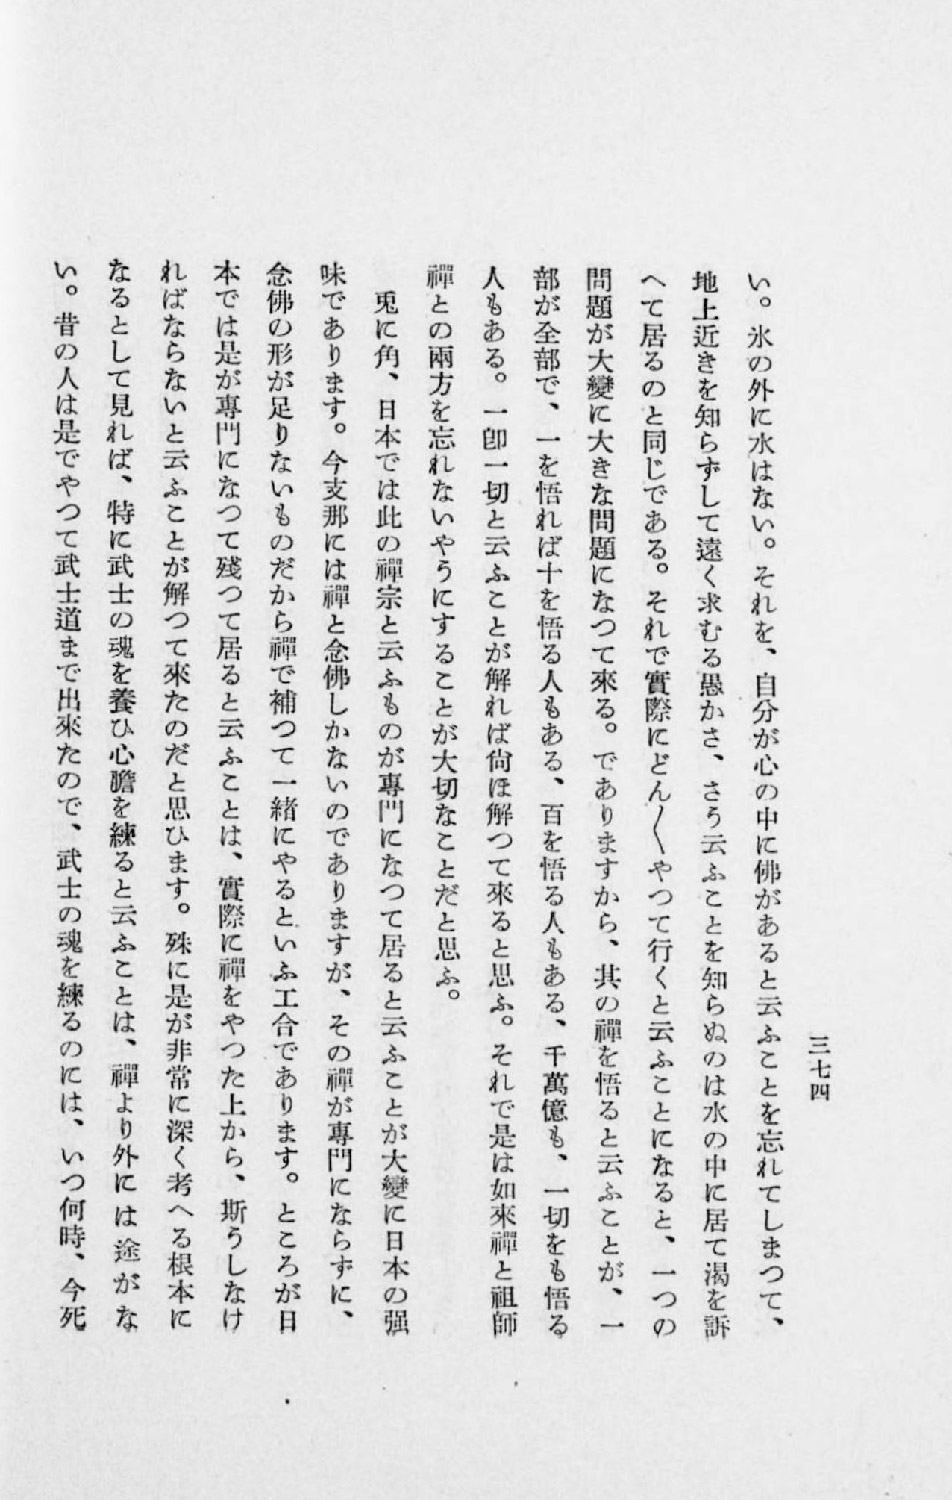 三七四
い。氷の外に水はない。それを、自分が心の中に佛があると云ふことを忘れてしまつて、
地上近きを知らずして遠く求むる愚かさ、さう云ふことを知らぬのは水の中に居て渴を訴
へて居るのと同じである。それで實際にどん〳〵やつて行くと云ふことになると、一つの
問題が大變に大きな問題になつて來る。でありますから、其の禪を悟ると云ふことが、一
部が全部で、一を悟れば十を悟る人もある、百を悟る人もある、千萬億も、一切をも悟る
人もある。一卽一切と云ふことが解れば尙ほ解つて來ると思ふ。それで是は如來禪と祖師
禪との兩方を忘れないやうにすることが大切なことだと思ふ。
兎に角、日本では此の禪宗と云ふものが專門になつて居ると云ふことが大變に日本の强
味であります。今支那には禪と念佛しかないのでありますが、その禪が專門にならずに、
念佛の形が足りないものだから禪で補つて一緒にやるといふ工合であります。ところが日
本では是が專門になつて殘つて居ると云ふことは、實際に禪をやつた上から、斯うしなけ
ればならないと云ふことが解つて來たのだと思ひます。殊に是が非常に深く考へる根本に
なるとして見れば、特に武士の魂を養ひ心膽を練ると云ふことは、禪より外には途がな
い。昔の人は是でやつて武士道まで出來たので、武士の魂を練るのには、いつ何時、今死